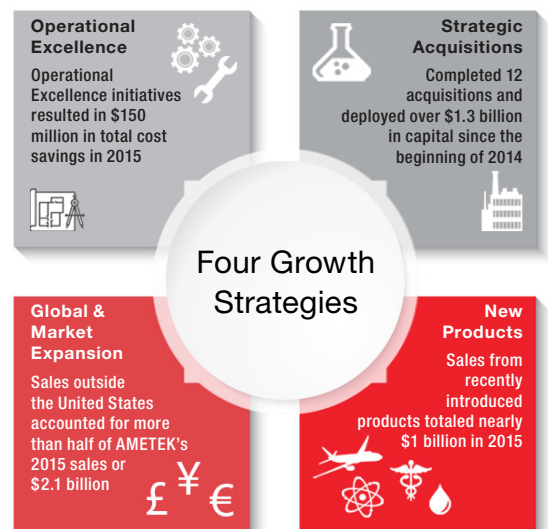 Operational
Excellence
Operational
Excellence initiatives
resulted in $150
million in total cost
savings in 2015
Strategic
Acquisitions
Completed 12
acquisitions and
deployed over $1.3 billion
in capital since the
beginning of 2014
Four Growth
Strategies
Global &
Market
Expansion
Sales outside
the United States
accounted for more
than half of AMETEK’s
2015 sales or
$2.1 billion
£ ¥ €
New
Products
Sales from
recently
introduced
products totaled nearly
$1 billion in 2015